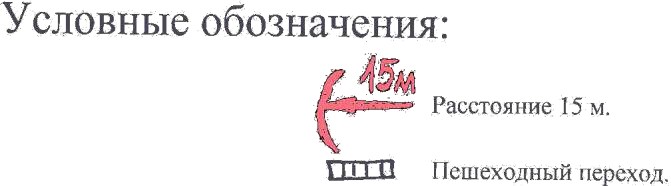 Условные обозначения:
15м
Расстояние 15 м.
Пешеходный переход.